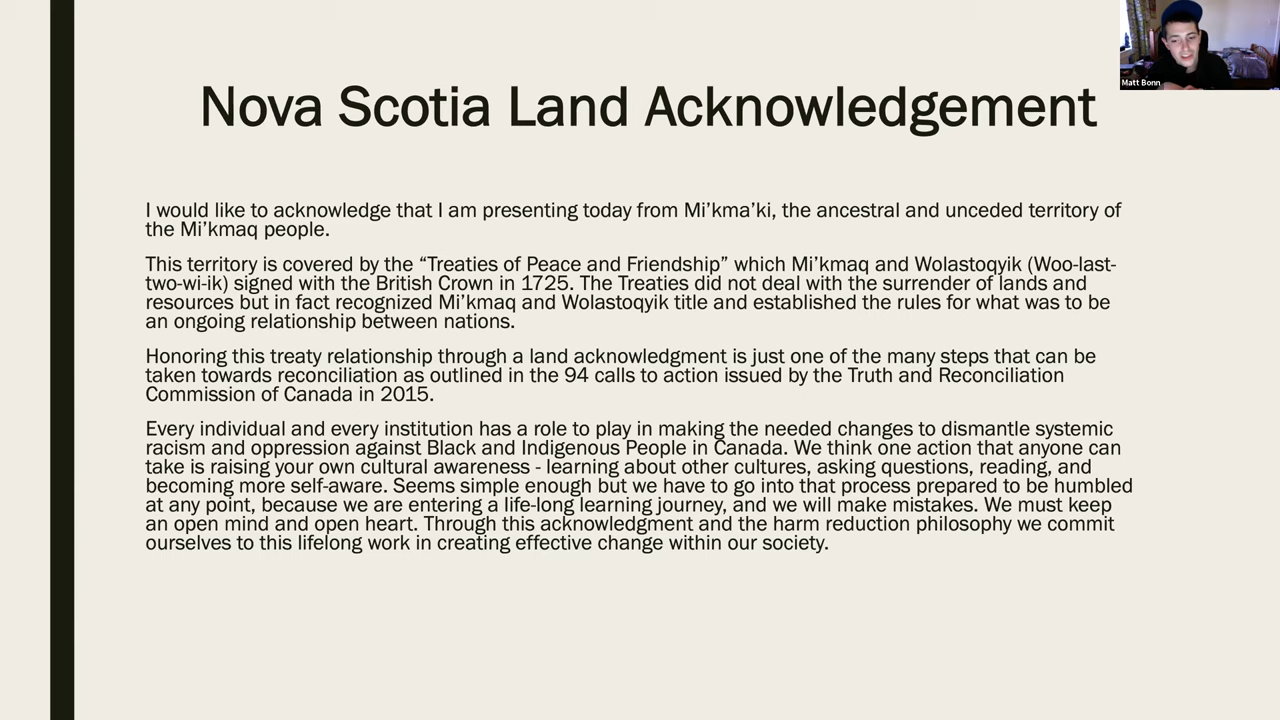 Matt Bonn
Nova Scotia Land Acknowledgement
I would like to acknowledge that I am presenting today from Mi’kma’ki, the ancestral and unceded territory of
the Mi’kmaq people.
This territory is covered by the “Treaties of Peace and Friendship” which Mi’kmaq and Wolastoqyik (Woo-last-
two-wi-ik) signed with the British Crown in 1725. The Treaties did not deal with the surrender of lands and
resources but in fact recognized Mi’kmaq and Wolastoqyik title and established the rules for what was to be
an ongoing relationship between nations.
Honoring this treaty relationship through a land acknowledgment is just one of the many steps that can be
taken towards reconciliation as outlined in the 94 calls to action issued by the Truth and Reconciliation
Commission of Canada in 2015.
Every individual and every institution has a role to play in making the needed changes to dismantle systemic
racism and oppression against Black and Indigenous People in Canada. We think one action that anyone can
take is raising your own cultural awareness - learning about other cultures, asking questions, reading, and
becoming more self-aware. Seems simple enough but we have to go into that process prepared to be humbled
at any point, because we are entering a life-long learning journey, and we will make mistakes. We must keep
an open mind and open heart. Through this acknowledgment and the harm reduction philosophy we commit
ourselves to this lifelong work in creating effective change within our society.